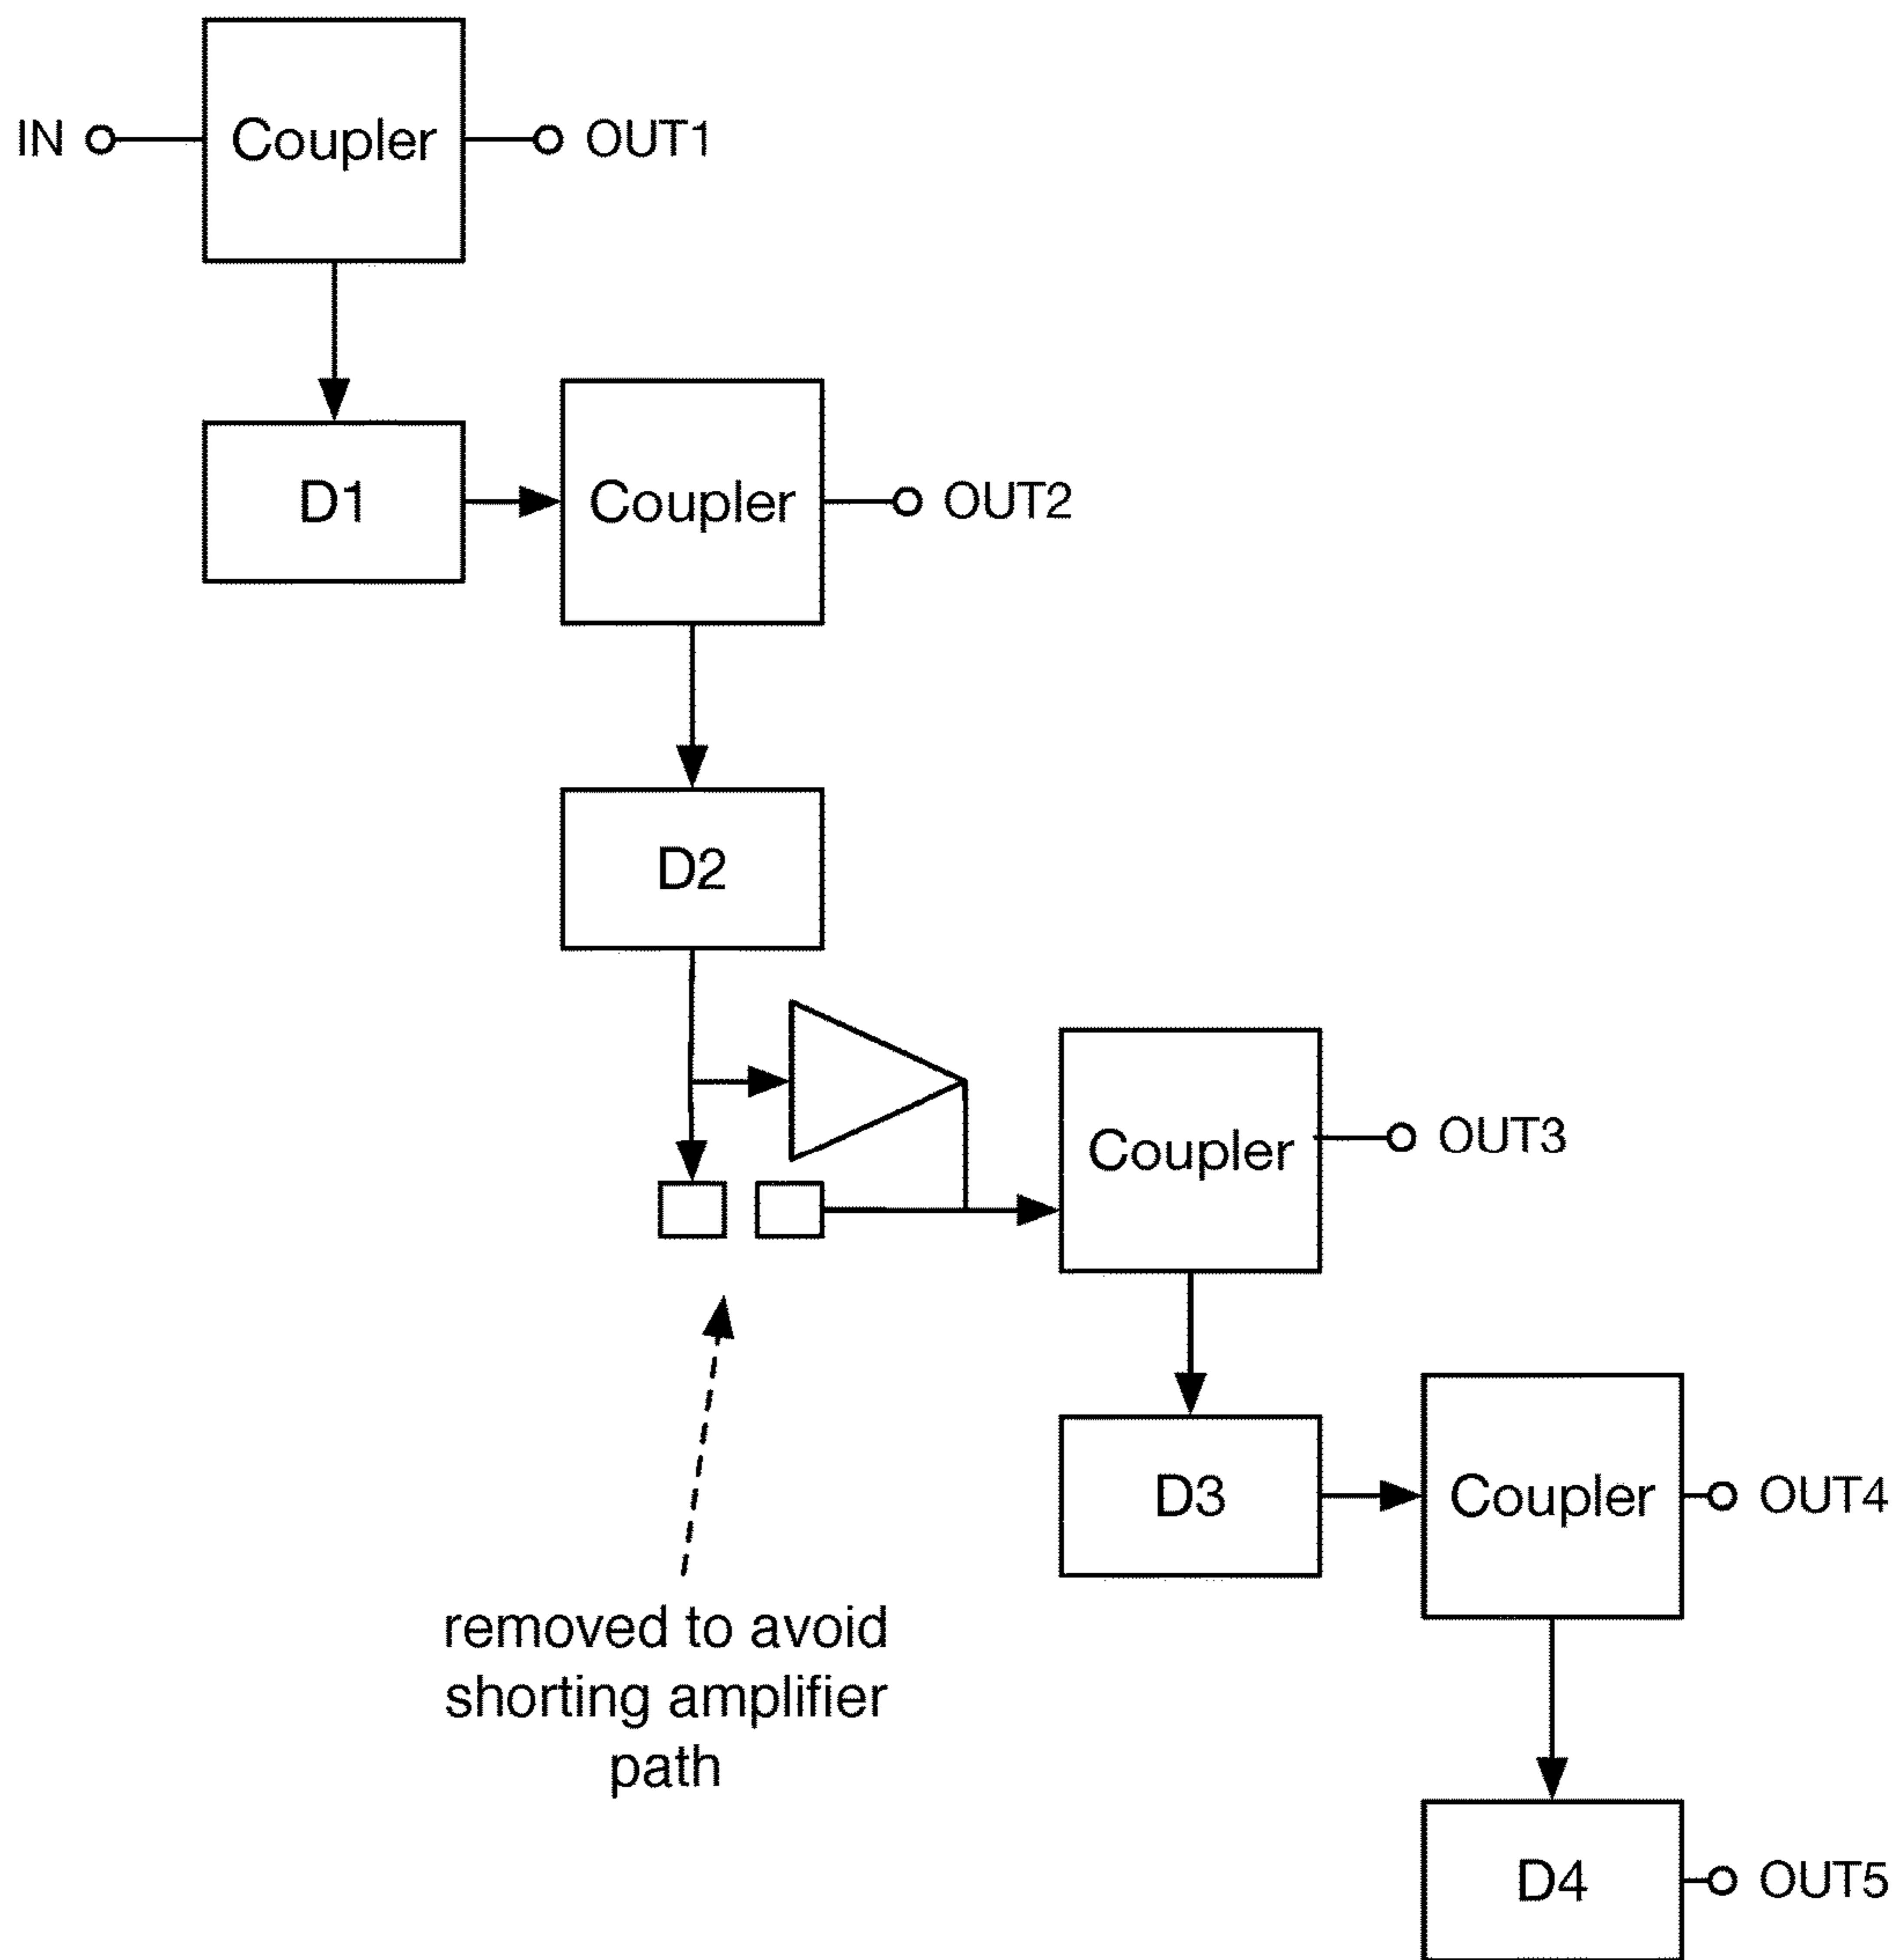 IN
Coupler
OUT1
D1
Coupler
OUT2
D2
Coupler
OUT3
removed to avoid
shorting amplifier
path
D3
Coupler
OUT4
D4
OUT5